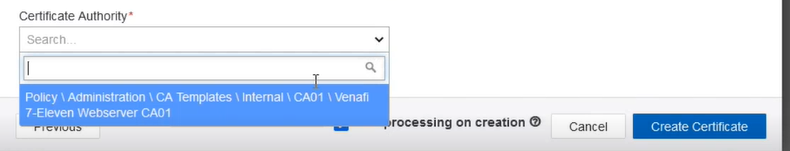 Certificate Authority*
Search...
Policy \ Administration \ CA Templates \ Internal \ CA01 \ Venafi
7-Eleven Webserver CA01
Previous
processing on creation
Cancel
Create Certificate